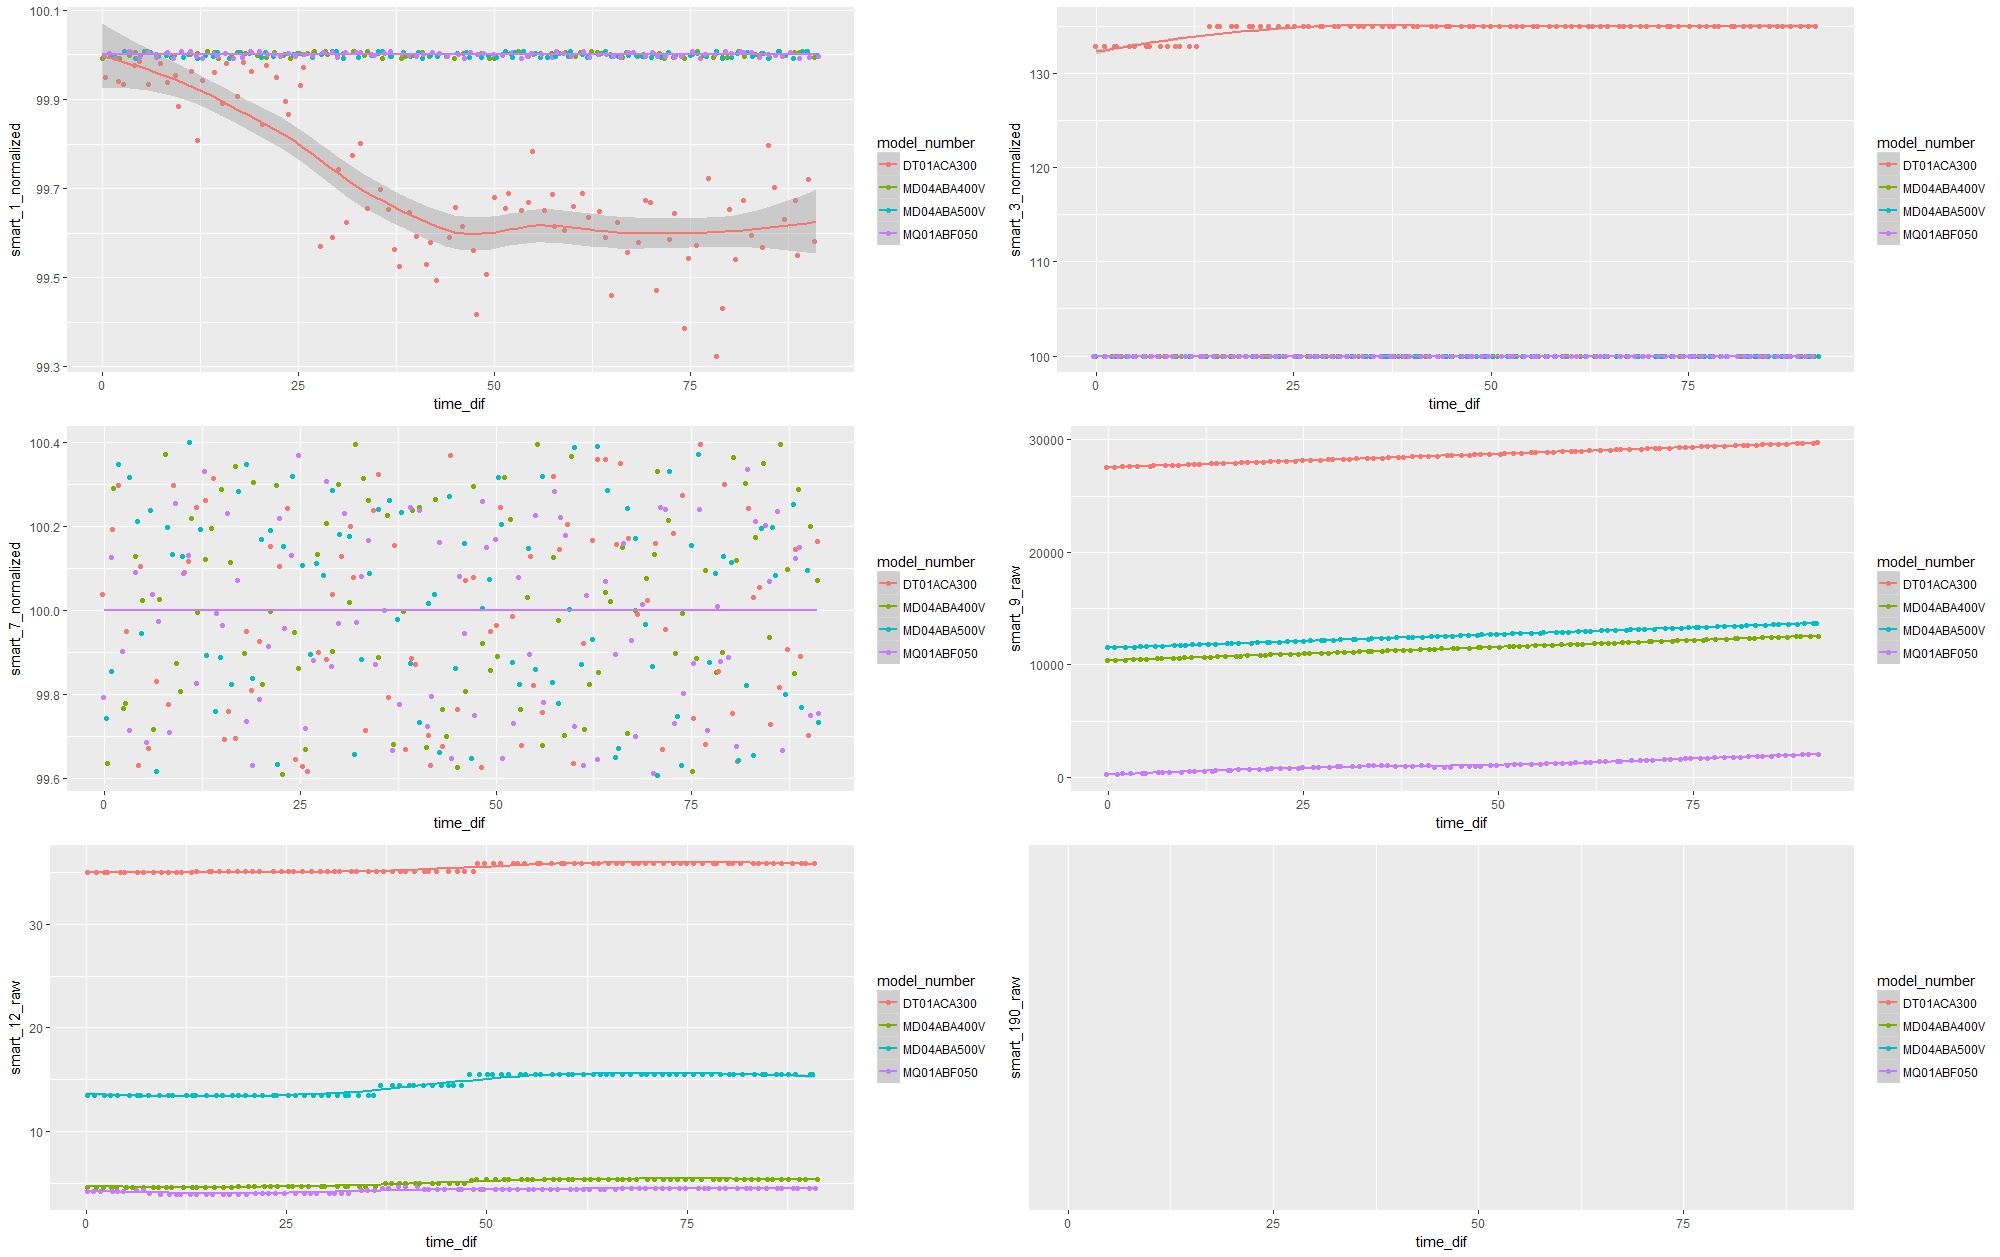 smart_1_normalized
100.1
99.9
99.7
99.5
99.3
0 25 50 75
time_dif
model_number
DT01ACA300
MD04ABA400V
MD04ABA500V
MQ01ABF050
smart_3_normalized
130
120
110
100
0 25 50 75
time_dif
model_number
DT01ACA300
MD04ABA400V
MD04ABA500V
MQ01ABF050
smart_7_normalized
100.4
100.2
100.0
99.8
99.6
0 25 50 75
time_dif
model_number
DT01ACA300
MD04ABA400V
MD04ABA500V
MQ01ABF050
smart_9_raw
30000
20000
10000
0
0 25 50 75
time_dif
model_number
DT01ACA300
MD04ABA400V
MD04ABA500V
MQ01ABF050
smart_12_raw
30
20
10
0 25 50 75
time_dif
model_number
DT01ACA300
MD04ABA400V
MD04ABA500V
MQ01ABF050
smart_190_raw
0 25 50 75
time_dif
model_number
DT01ACA300
MD04ABA400V
MD04ABA500V
MQ01ABF050